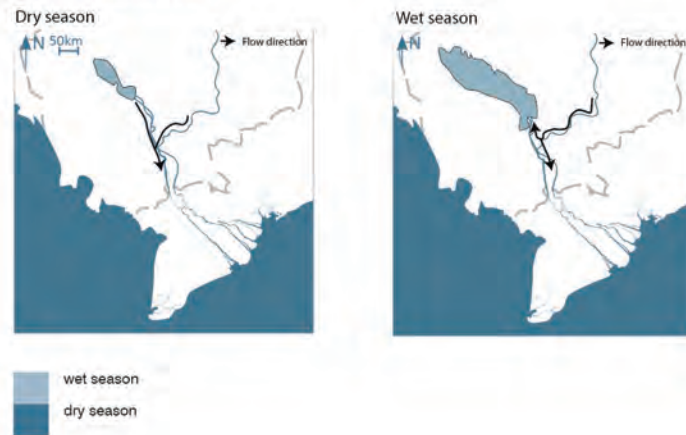 Dry season
N 50km
Flow direction
Wet season
N
Flow direction
wet season
dry season